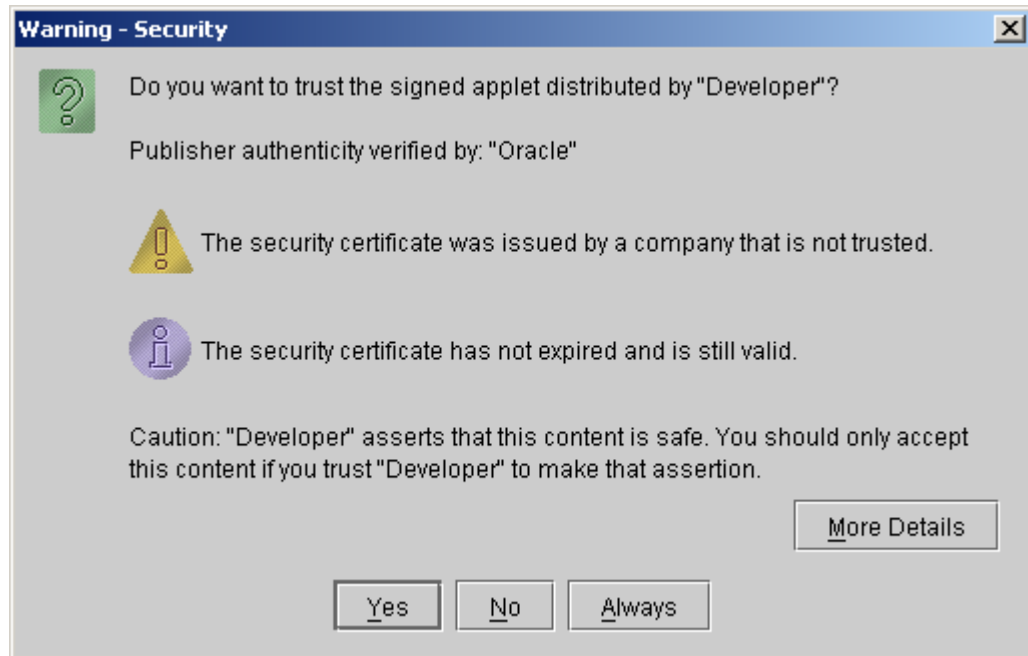 Warning - Security
Do you want to trust the signed applet distributed by "Developer"?
Publisher authenticity verified by: "Oracle"
The security certificate was issued by a company that is not trusted.
The security certificate has not expired and is still valid.
Caution: "Developer" asserts that this content is safe. You should only accept
this content if you trust "Developer" to make that assertion.
More Details
Yes No Always